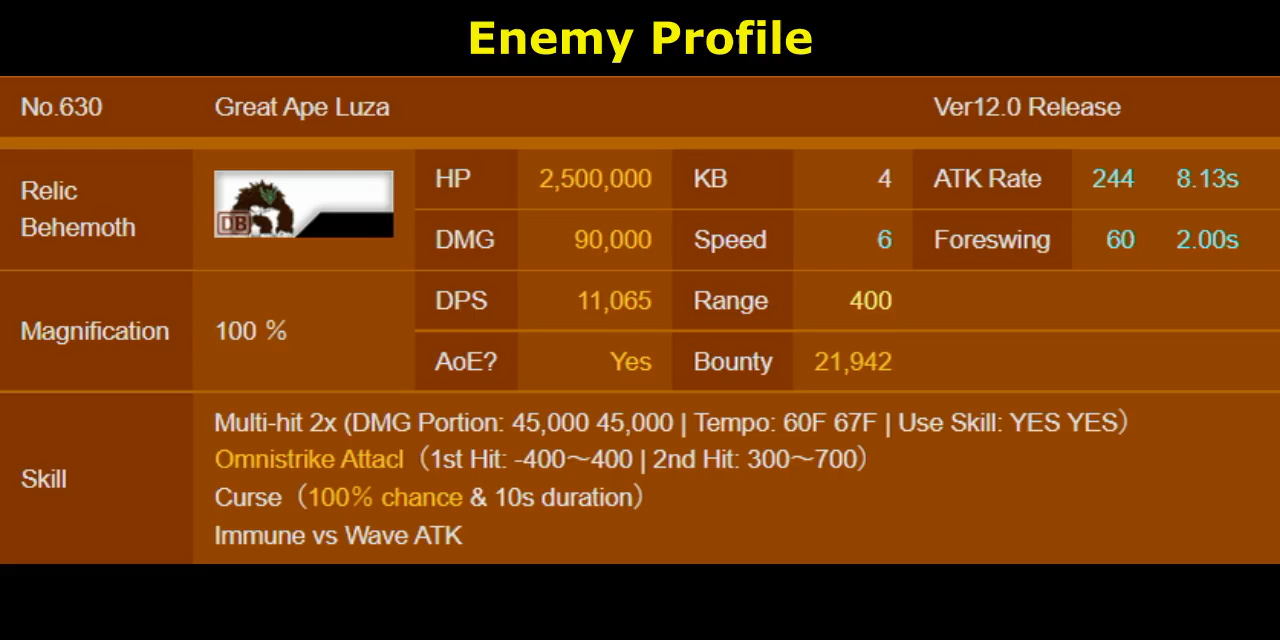 Enemy Profile
No.630 Great Ape Luza Ver12.0 Release
Relic Behemoth
DB
HP 2,500,000 KB 4 ATK Rate 244 8.13s
DMG 90,000 Speed 6 Foreswing 60 2.00s
Magnification 100 %
DPS 11,065 Range 400
AoE? Yes Bounty 21,942
Skill
Multi-hit 2x (DMG Portion: 45,000 45,000 | Tempo: 60F 67F | Use Skill: YES YES）
Omnistrike Attacl（1st Hit: -400～400 | 2nd Hit: 300～700）
Curse（100% chance & 10s duration）
Immune vs Wave ATK